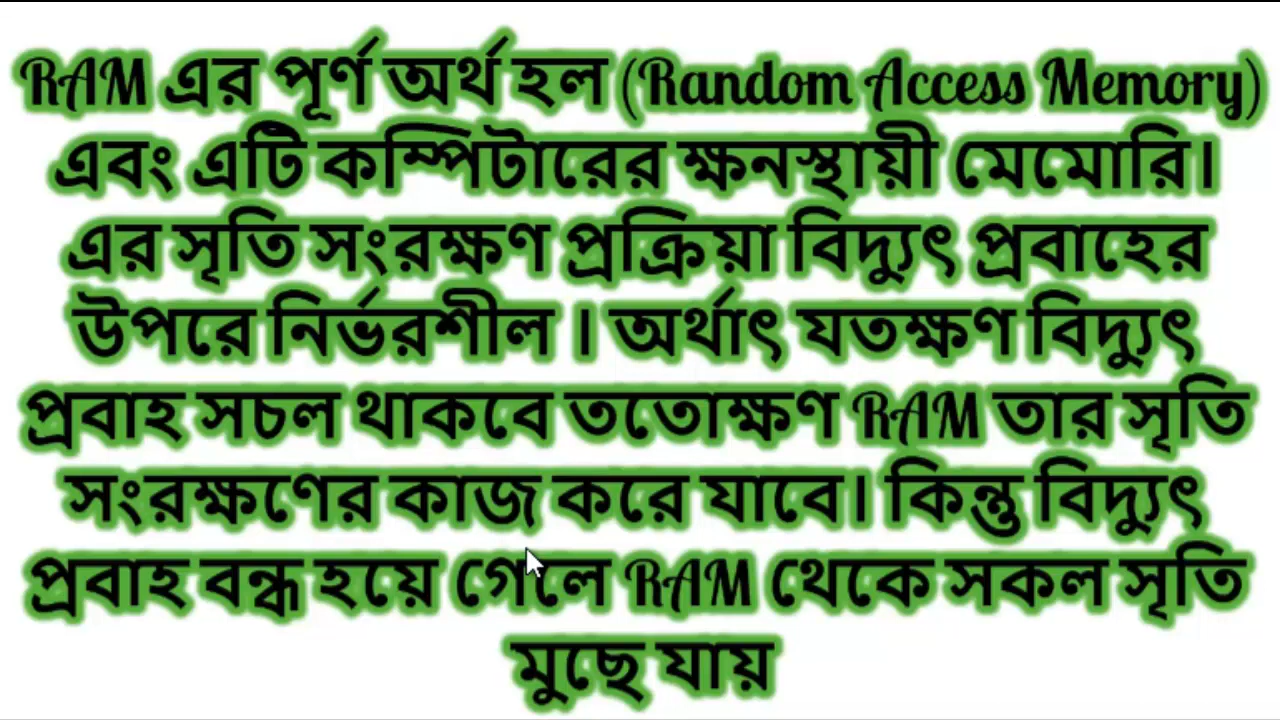 RAM এর পূর্ণ অর্থ হল (Random Access Memory)
এবং এটি কম্পিটারের ক্ষনস্থায়ী মেমোরি।
এর সৃতি সংরক্ষণ প্রক্রিয়া বিদ্যুৎ প্রবাহের
উপরে নির্ভরশীল । অর্থাৎ যতক্ষণ বিদ্যুৎ
প্রবাহ সচল থাকবে ততোক্ষণ RAM তার সৃতি
সংরক্ষণের কাজ করে যাবে। কিন্তু বিদ্যুৎ
প্রবাহ বন্ধ হয়ে গেলে RAM থেকে সকল সৃতি
মুছে যায়